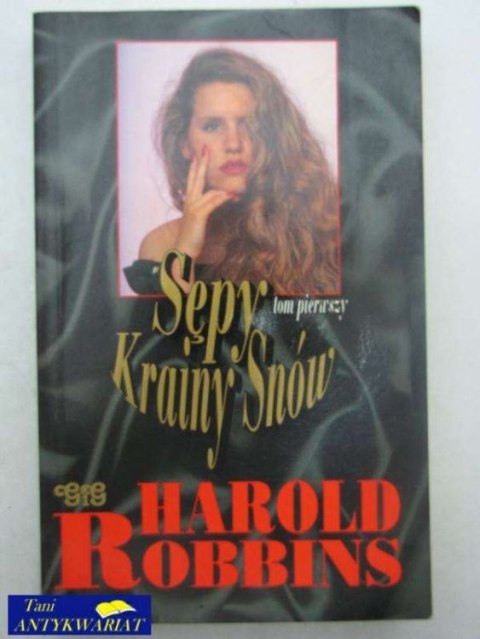 Sępy
tom pierwszy
Krainy Snów
HAROLD
ROBBINS
Tani
ANTYKWARIAT